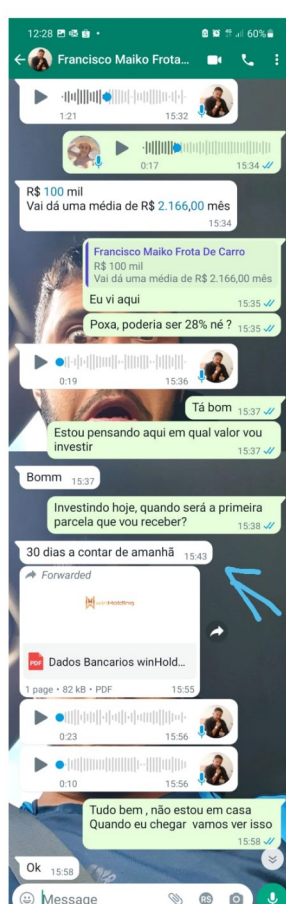 12:28
60%
Francisco Maiko Frota...
1:21
15:32
0:17
15:34
R$ 100 mil
Vai dá uma média de R$ 2.166,00 mês
15:34
Francisco Maiko Frota De Carro
R$ 100 mil
Vai dá uma média de R$ 2.166,00 mês
Eu vi aqui
15:35
Poxa, poderia ser 28% né ?
15:35
0:19
15:36
Tá bom
15:37
Estou pensando aqui em qual valor vou
investir
15:37
Bomm
15:37
Investindo hoje, quando será a primeira
parcela que vou receber?
15:38
30 dias a contar de amanhã
15:43
Forwarded
winHolding
PDF
Dados Bancarios winHold...
1 page • 82 kB • PDF
15:55
0:23
15:56
0:10
15:56
Tudo bem , não estou em casa
Quando eu chegar vamos ver isso
15:58
Ok
15:58
Message
R$